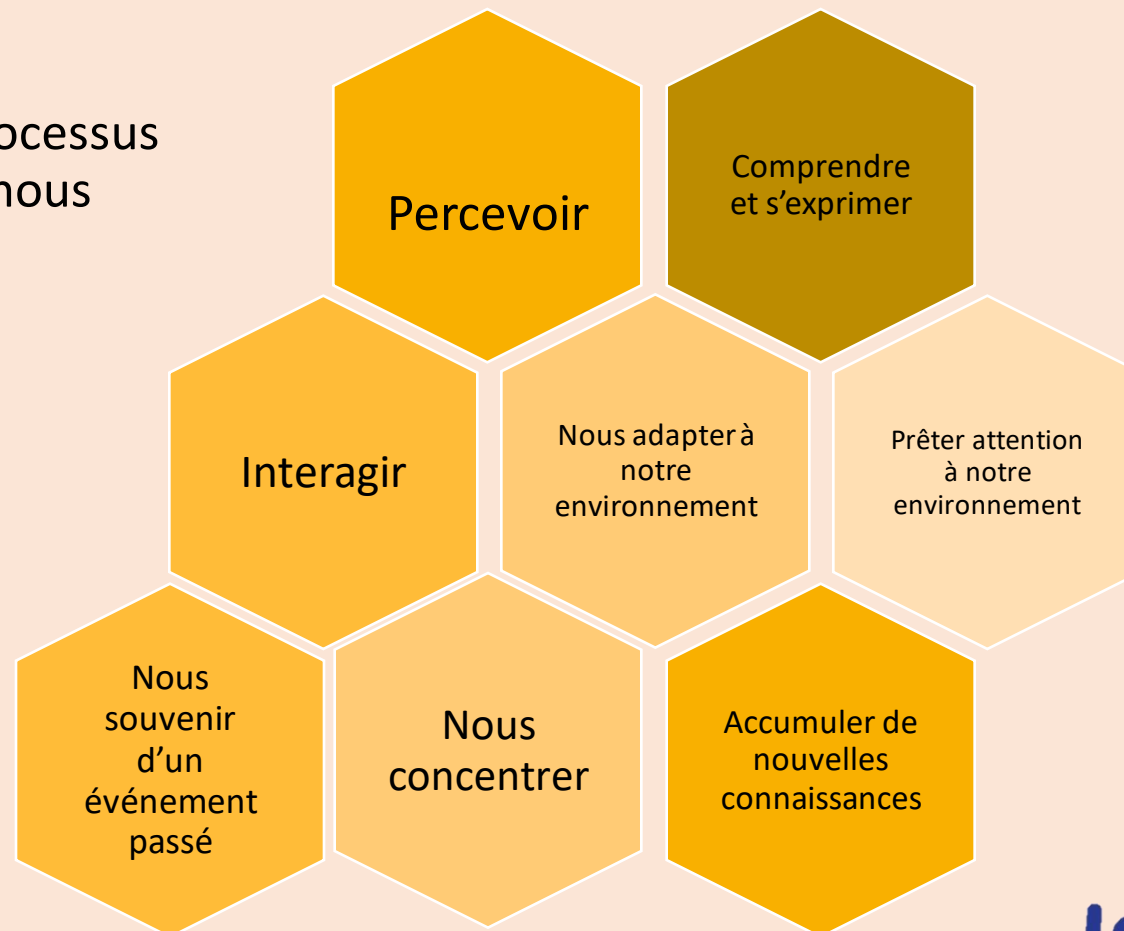 ocessus
nous
Percevoir
Comprendre
et s’exprimer
Interagir
Nous adapter à
notre
environnement
Prêter attention
à notre
environnement
Nous
souvenir
d’un
événement
passé
Nous
concentrer
Accumuler de
nouvelles
connaissances